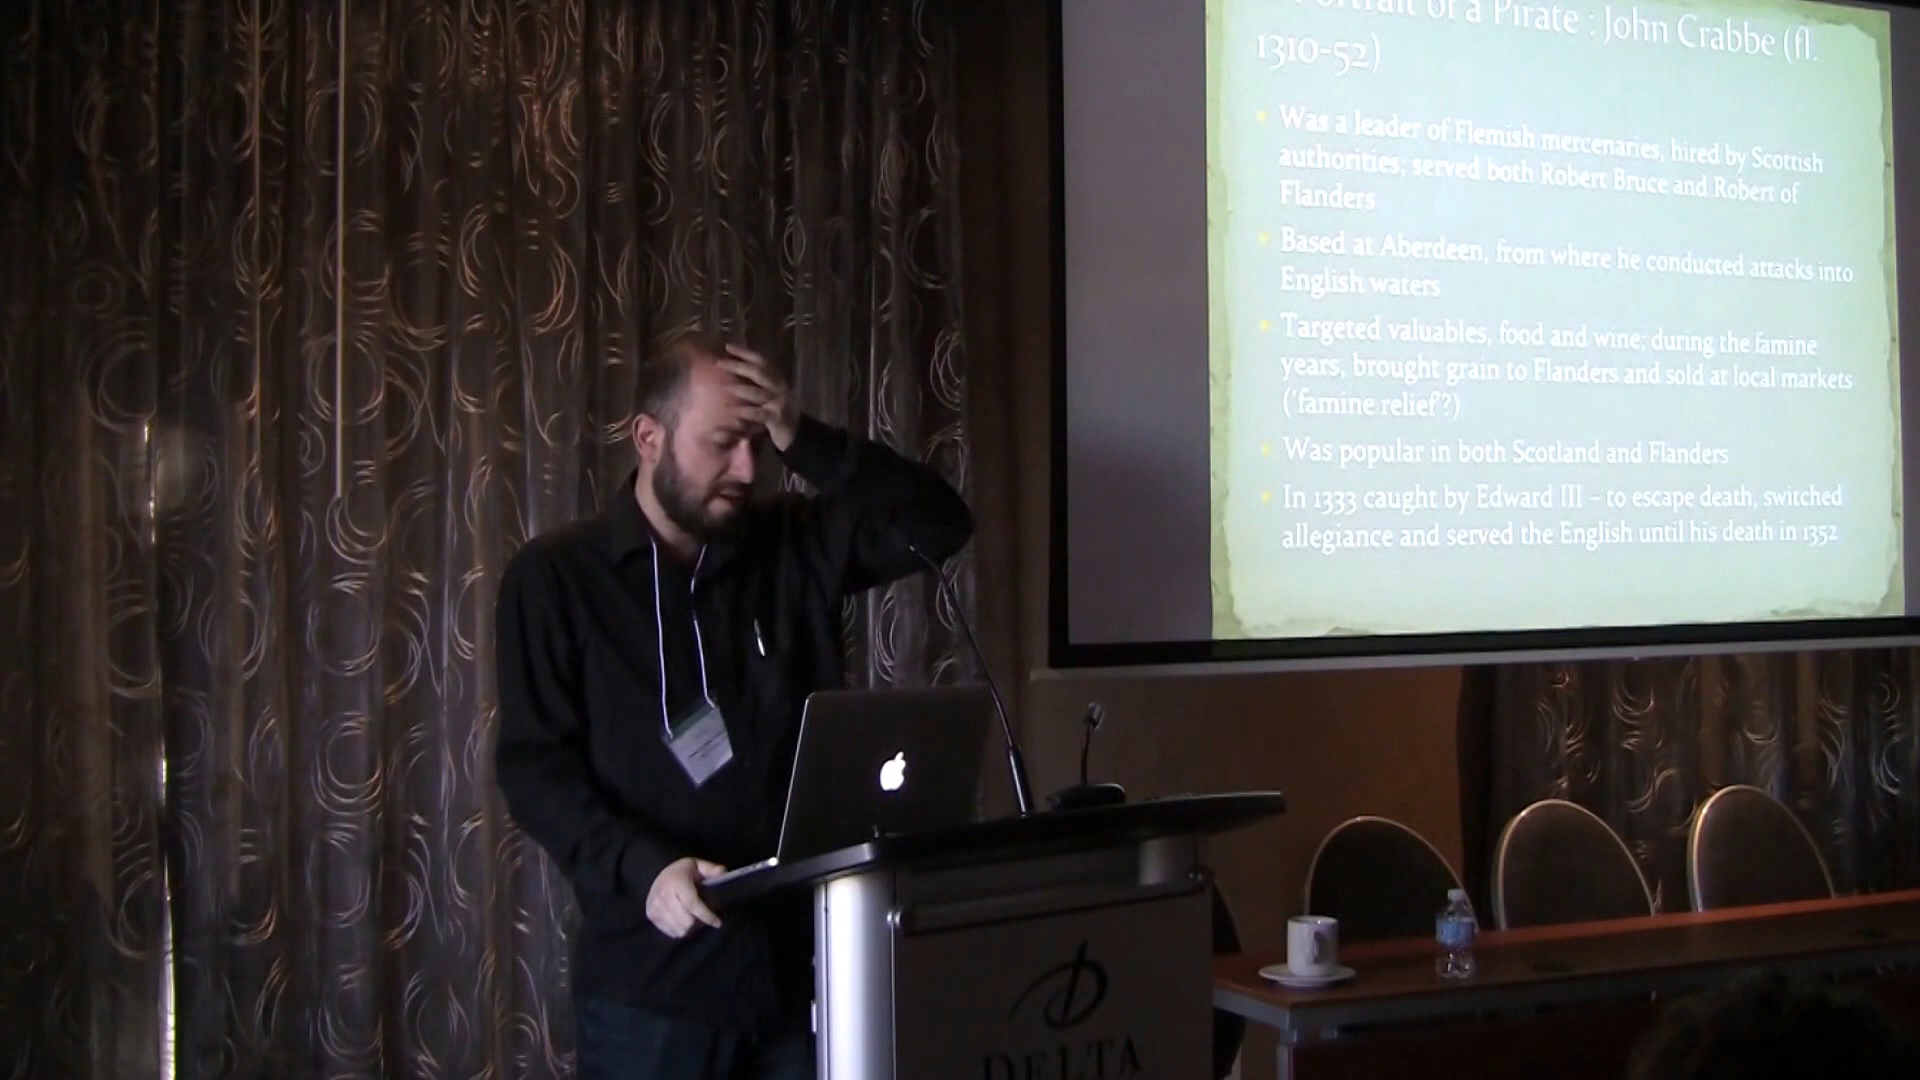 Portrait of a Pirate : John Crabbe (fl.
1310-52)
Was a leader of Flemish mercenaries, hired by Scottish
authorities; served both Robert Bruce and Robert of
Flanders
Based at Aberdeen, from where he conducted attacks into
English waters
Targeted valuables, food and wine; during the famine
years, brought grain to Flanders and sold at local markets
('famine relief'?)
Was popular in both Scotland and Flanders
In 1333 caught by Edward III – to escape death, switched
allegiance and served the English until his death in 1352
DELTA